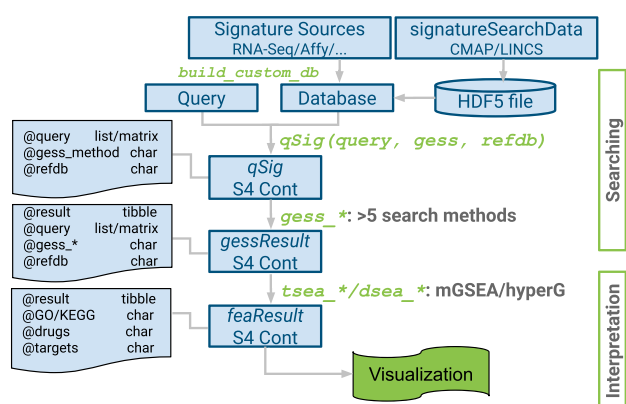 Signature Sources
RNA-Seq/Affy/...
signatureSearchData
CMAP/LINCS
build_custom_db
Query
Database
HDF5 file
qSig(query, gess, refdb)
@query list/matrix
@gess_method char
@refdb char
qSig
S4 Cont
gess_*: >5 search methods
@result tibble
@query list/matrix
@gess_* char
@refdb char
gessResult
S4 Cont
tsea_*/dsea_*: mGSEA/hyperG
@result tibble
@GO/KEGG char
@drugs char
@targets char
feaResult
S4 Cont
Visualization
Searching
Interpretation